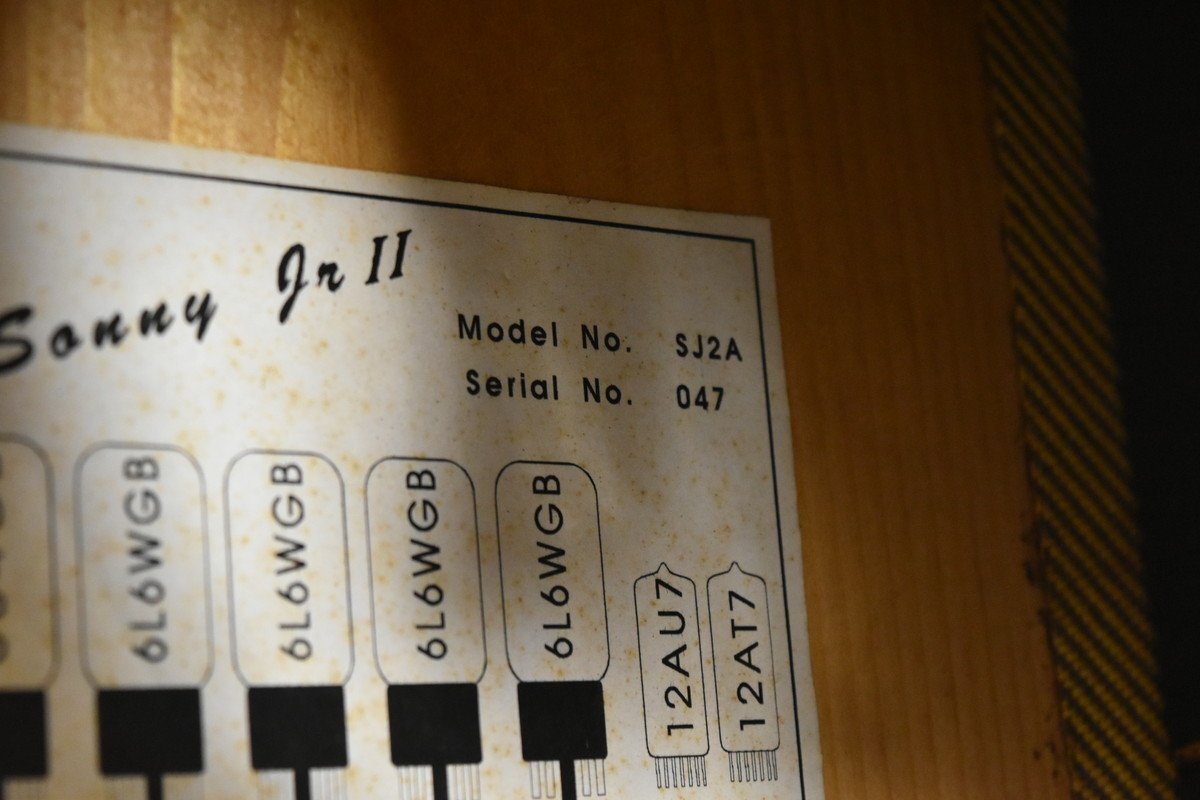 Sonny Jr II
Model No. SJ2A
Serial No. 047
6L6WGB
6L6WGB
6L6WGB
6L6WGB
12AU7
12AT7